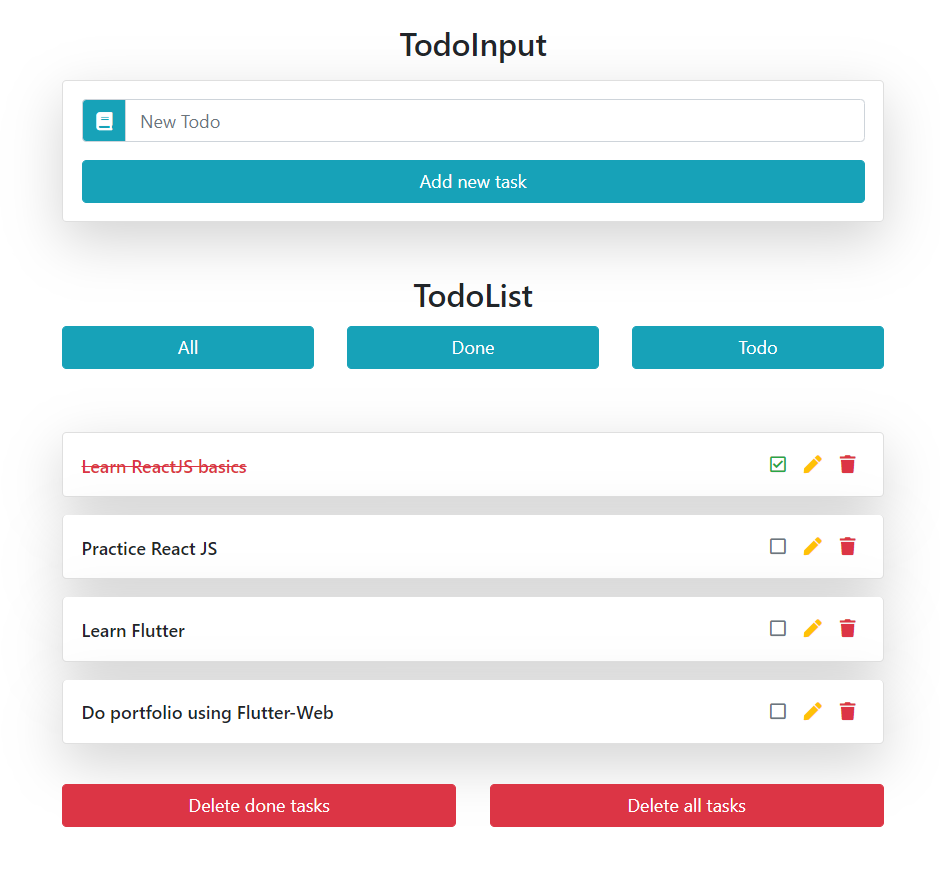 TodoInput
New Todo
Add new task
TodoList
All
Done
Todo
Learn ReactJS basics
Practice React JS
Learn Flutter
Do portfolio using Flutter-Web
Delete done tasks
Delete all tasks